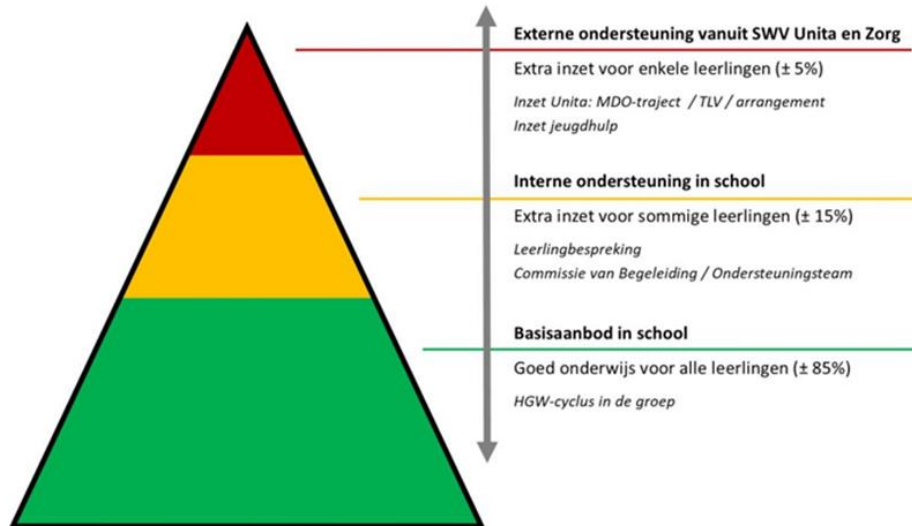 Externe ondersteuning vanuit SWV Unita en Zorg
Extra inzet voor enkele leerlingen (± 5%)
Inzet Unita: MDO-traject / TLV / arrangement
Inzet jeugdhulp
Interne ondersteuning in school
Extra inzet voor sommige leerlingen (± 15%)
Leerlingbespreking
Commissie van Begeleiding / Ondersteuningsteam
Basisaanbod in school
Goed onderwijs voor alle leerlingen (± 85%)
HGW-cyclus in de groep